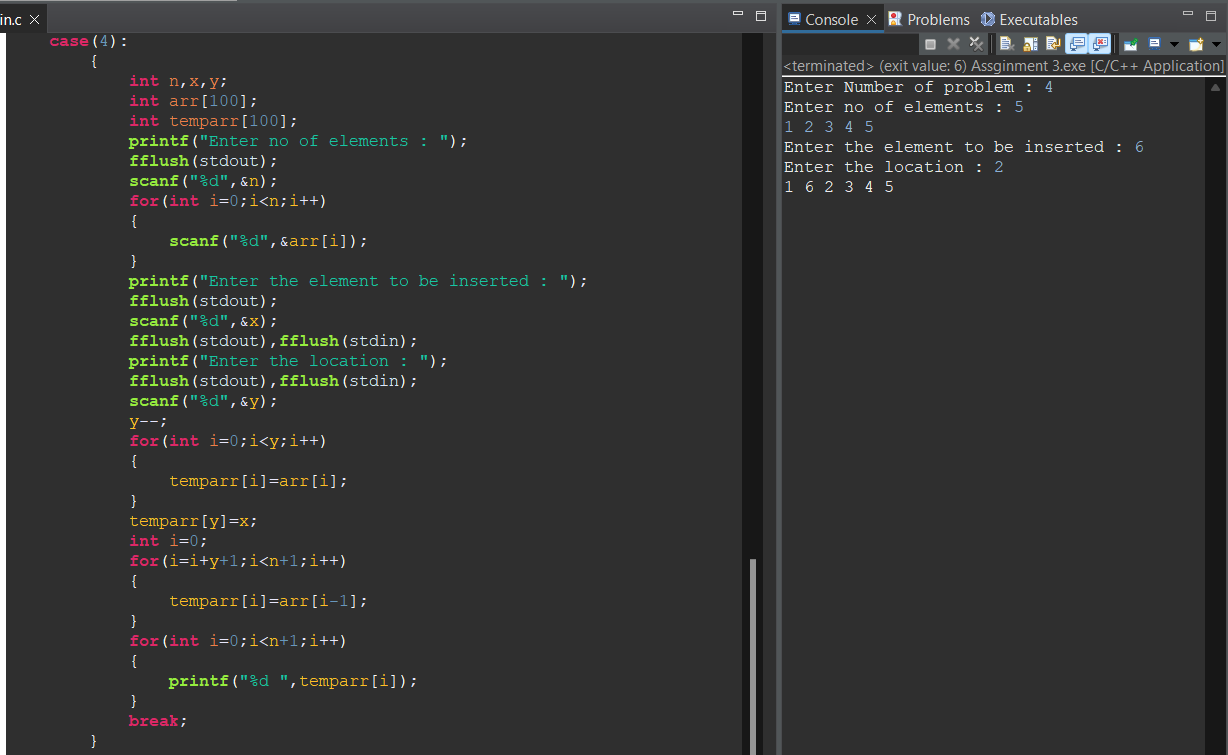 in.c
case(4):
{
int n,x,y;
int arr[100];
int temparr[100];
printf("Enter no of elements : ");
fflush(stdout);
scanf("%d",&n);
for(int i=0;i<n;i++)
{
scanf("%d",&arr[i]);
}
printf("Enter the element to be inserted : ");
fflush(stdout);
scanf("%d",&x);
fflush(stdout),fflush(stdin);
printf("Enter the location : ");
fflush(stdout),fflush(stdin);
scanf("%d",&y);
y--;
for(int i=0;i<y;i++)
{
temparr[i]=arr[i];
}
temparr[y]=x;
int i=0;
for(i=i+y+1;i<n+1;i++)
{
temparr[i]=arr[i-1];
}
for(int i=0;i<n+1;i++)
{
printf("%d ",temparr[i]);
}
break;
}
Console Problems Executables
<terminated> (exit value: 6) Assginment 3.exe [C/C++ Application]
Enter Number of problem : 4
Enter no of elements : 5
1 2 3 4 5
Enter the element to be inserted : 6
Enter the location : 2
1 6 2 3 4 5